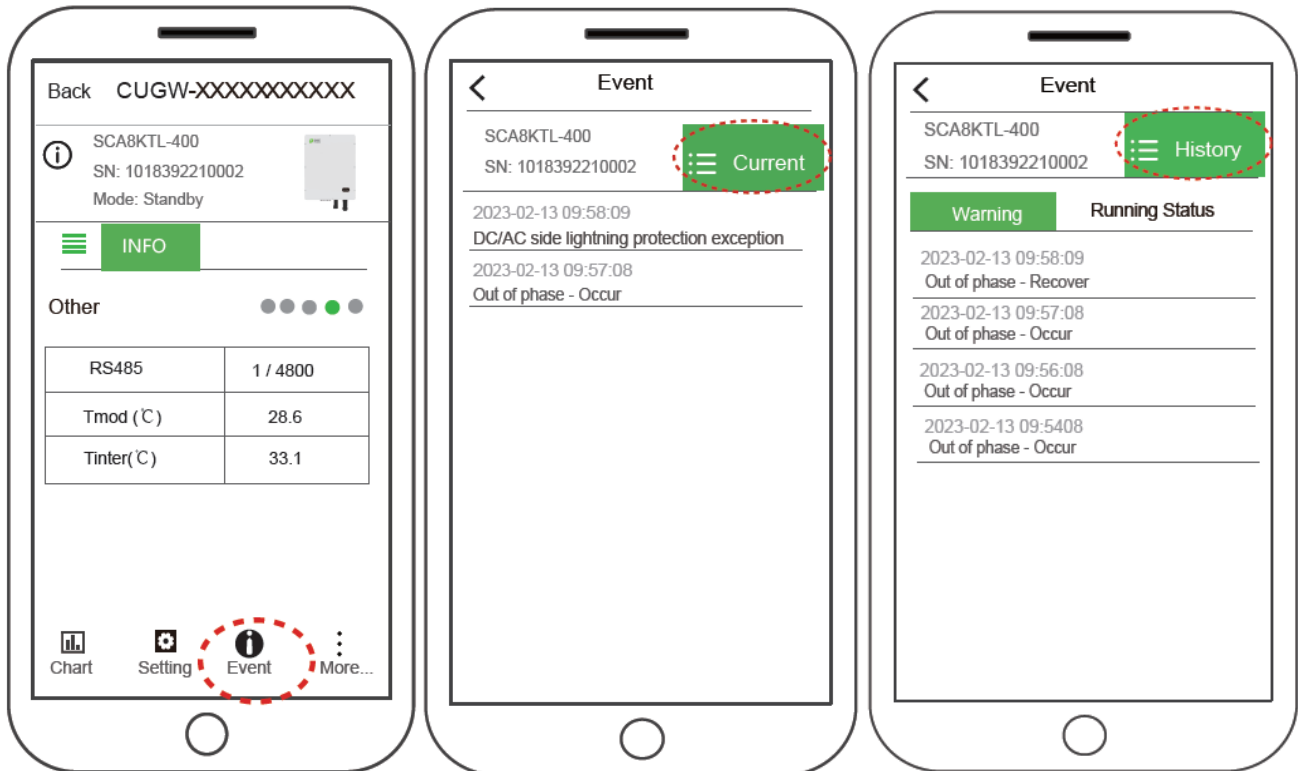 Back CUGW-XXXXXXXXXXX
SCA8KTL-400
SN: 1018392210002
Mode: Standby
INFO
Other
RS485 1 / 4800
Tmod (℃) 28.6
Tinter(℃) 33.1
Chart Setting Event More...
Event
SCA8KTL-400
SN: 1018392210002
Current
2023-02-13 09:58:09
DC/AC side lightning protection exception
2023-02-13 09:57:08
Out of phase - Occur
Event
SCA8KTL-400
SN: 1018392210002
History
Warning Running Status
2023-02-13 09:58:09
Out of phase - Recover
2023-02-13 09:57:08
Out of phase - Occur
2023-02-13 09:56:08
Out of phase - Occur
2023-02-13 09:5408
Out of phase - Occur